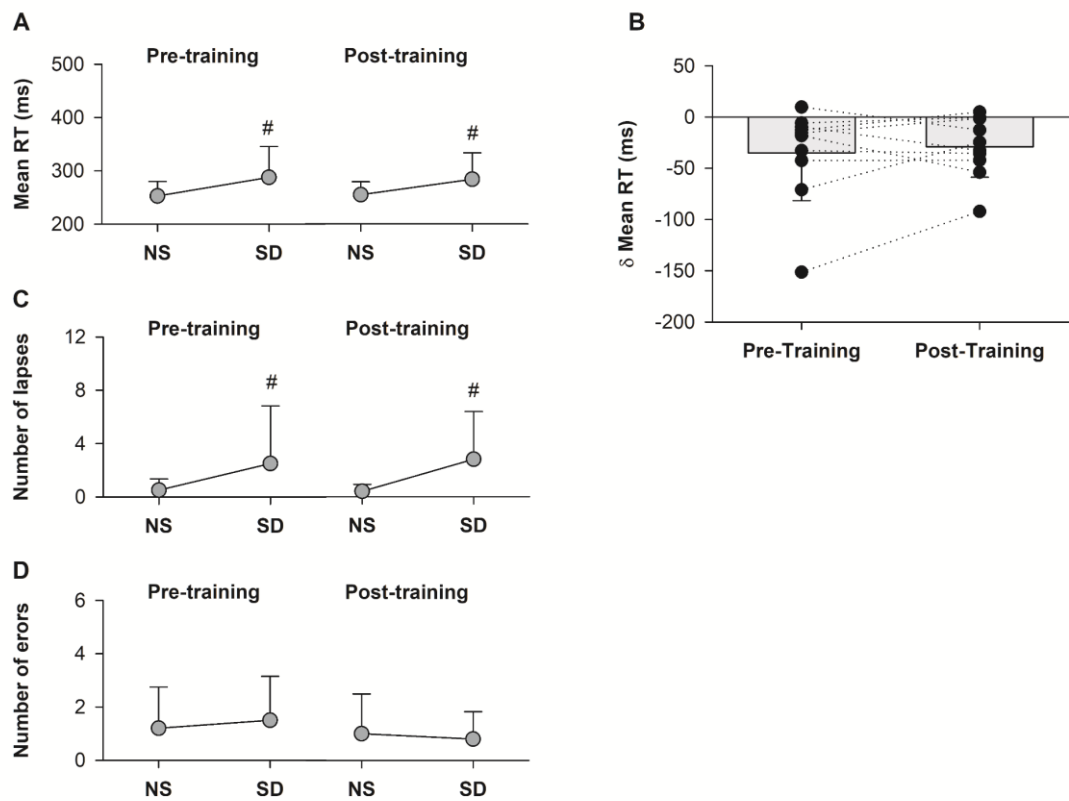 A
Pre-training
Post-training
Mean RT (ms)
500
400
300
200
#
#
NS
SD
NS
SD
B
δ Mean RT (ms)
50
0
-50
-100
-150
-200
Pre-Training
Post-Training
C
Pre-training
Post-training
Number of lapses
12
8
4
0
#
#
NS
SD
NS
SD
D
Pre-training
Post-training
Number of erors
6
4
2
0
NS
SD
NS
SD